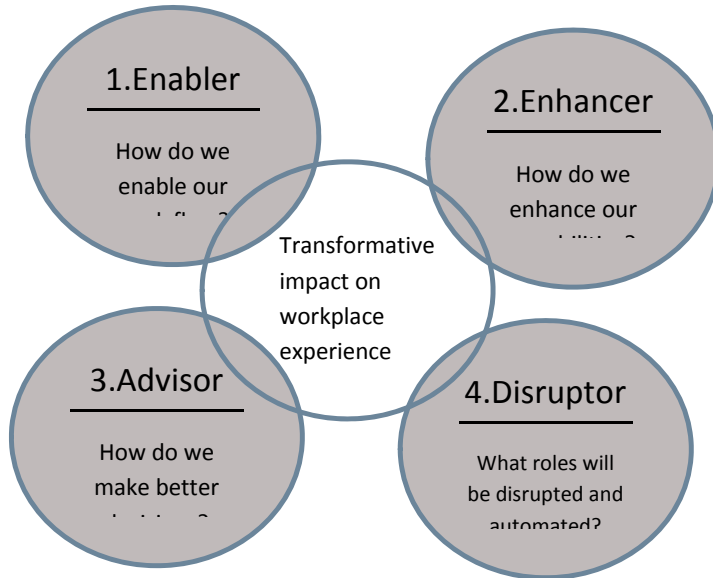 1.Enabler
How do we
enable our
2.Enhancer
How do we
enhance our
Transformative
impact on
workplace
experience
3.Advisor
How do we
make better
4.Disruptor
What roles will
be disrupted and
automated?